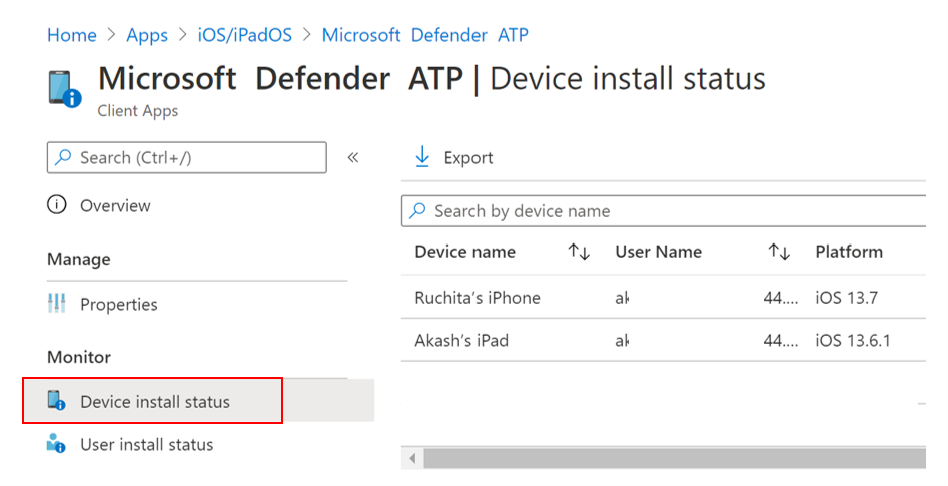 Home > Apps > iOS/iPadOS > Microsoft Defender ATP
Microsoft Defender ATP | Device install status
Client Apps
Search (Ctrl+/)
«
Overview
Manage
Properties
Monitor
Device install status
User install status
Export
Search by device name
Device name ↑↓ User Name ↑↓ Platform
Ruchita's iPhone ak 44.... iOS 13.7
Akash's iPad ak 44.... iOS 13.6.1